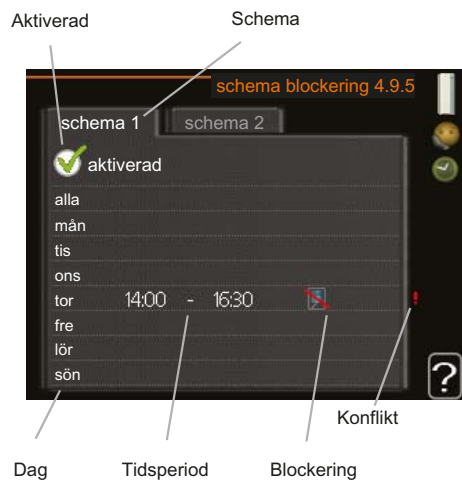 Aktiverad
Schema
schema blockering 4.9.5
schema 1
schema 2
aktiverad
alla
mån
tis
ons
tor 14:00 - 16:30 !
fre
lör
sön
?
Konflikt
Dag
Tidsperiod
Blockering